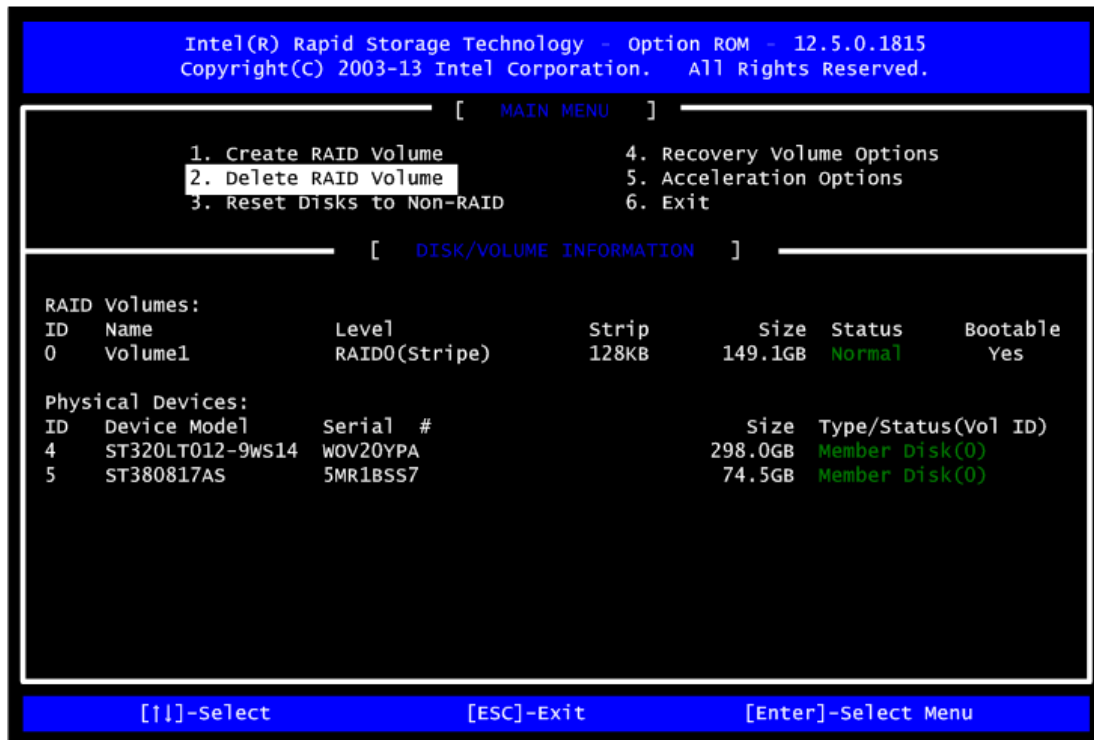 Intel(R) Rapid Storage Technology - Option ROM - 12.5.0.1815
Copyright(C) 2003-13 Intel Corporation. All Rights Reserved.
[ MAIN MENU ]
1. Create RAID Volume 4. Recovery Volume Options
2. Delete RAID Volume 5. Acceleration Options
3. Reset Disks to Non-RAID 6. Exit
[ DISK/VOLUME INFORMATION ]
RAID Volumes:
ID Name Level Strip Size Status Bootable
0 Volume1 RAID0(Stripe) 128KB 149.1GB Normal Yes
Physical Devices:
ID Device Model Serial # Size Type/Status(Vol ID)
4 ST320LT012-9WS14 W0V20YPA 298.0GB Member Disk(0)
5 ST380817AS 5MR1BSS7 74.5GB Member Disk(0)
[↑↓]-Select [ESC]-Exit [Enter]-Select Menu